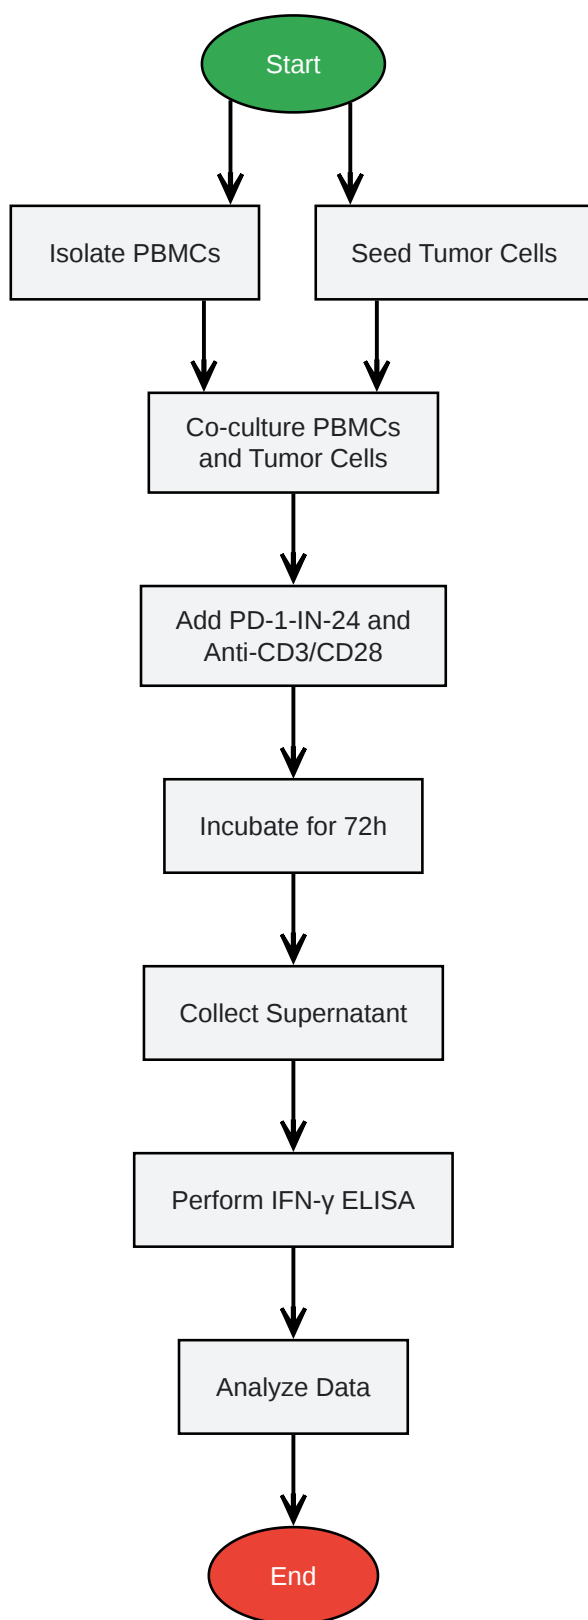 Start
Isolate PBMCs
Seed Tumor Cells
Co-culture PBMCs
and Tumor Cells
Add PD-1-IN-24 and
Anti-CD3/CD28
Incubate for 72h
Collect Supernatant
Perform IFN-γ ELISA
Analyze Data
End